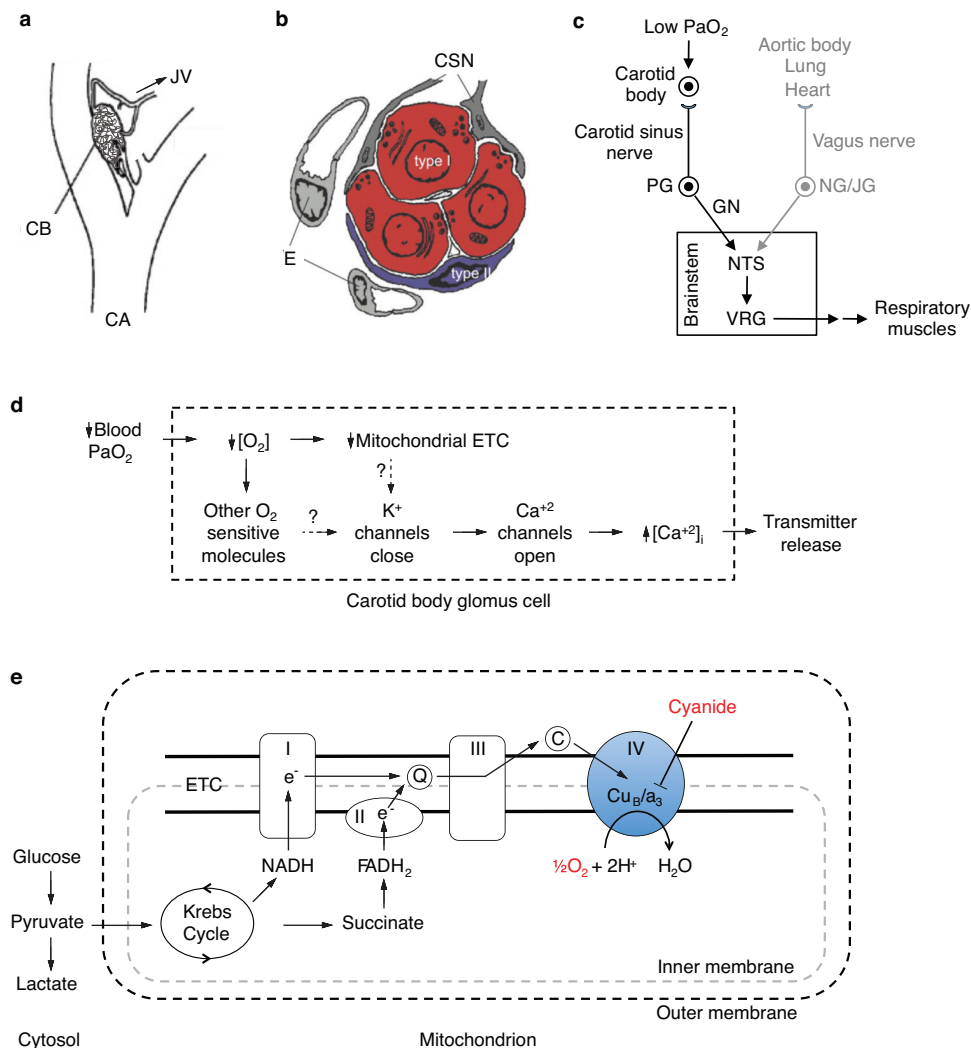 a
JV
CB
CA
b
CSN
type I
E
type II
c
Low PaO₂
Carotid
body
Carotid sinus
nerve
PG
GN
Aortic body
Lung
Heart
Vagus nerve
NG/JG
NTS
VRG
Brainstem
Respiratory
muscles
d
Blood
PaO₂
[O₂]
Mitochondrial ETC
?
Other O₂
sensitive
molecules
?
K⁺
channels
close
Ca⁺²
channels
open
[Ca⁺²]ᵢ
Transmitter
release
Carotid body glomus cell
e
Cyanide
I
III
C
IV
ETC
e⁻
Q
Cu_B/a₃
II
e⁻
NADH
FADH₂
½O₂ + 2H⁺
H₂O
Glucose
Pyruvate
Lactate
Krebs
Cycle
Succinate
Inner membrane
Outer membrane
Cytosol
Mitochondrion